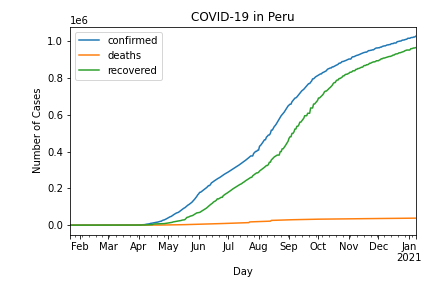 COVID-19 in Peru
1e6
confirmed
deaths
recovered
1.0
0.8
0.6
0.4
0.2
0.0
Number of Cases
Feb Mar Apr May Jun Jul Aug Sep Oct Nov Dec Jan
2021
Day